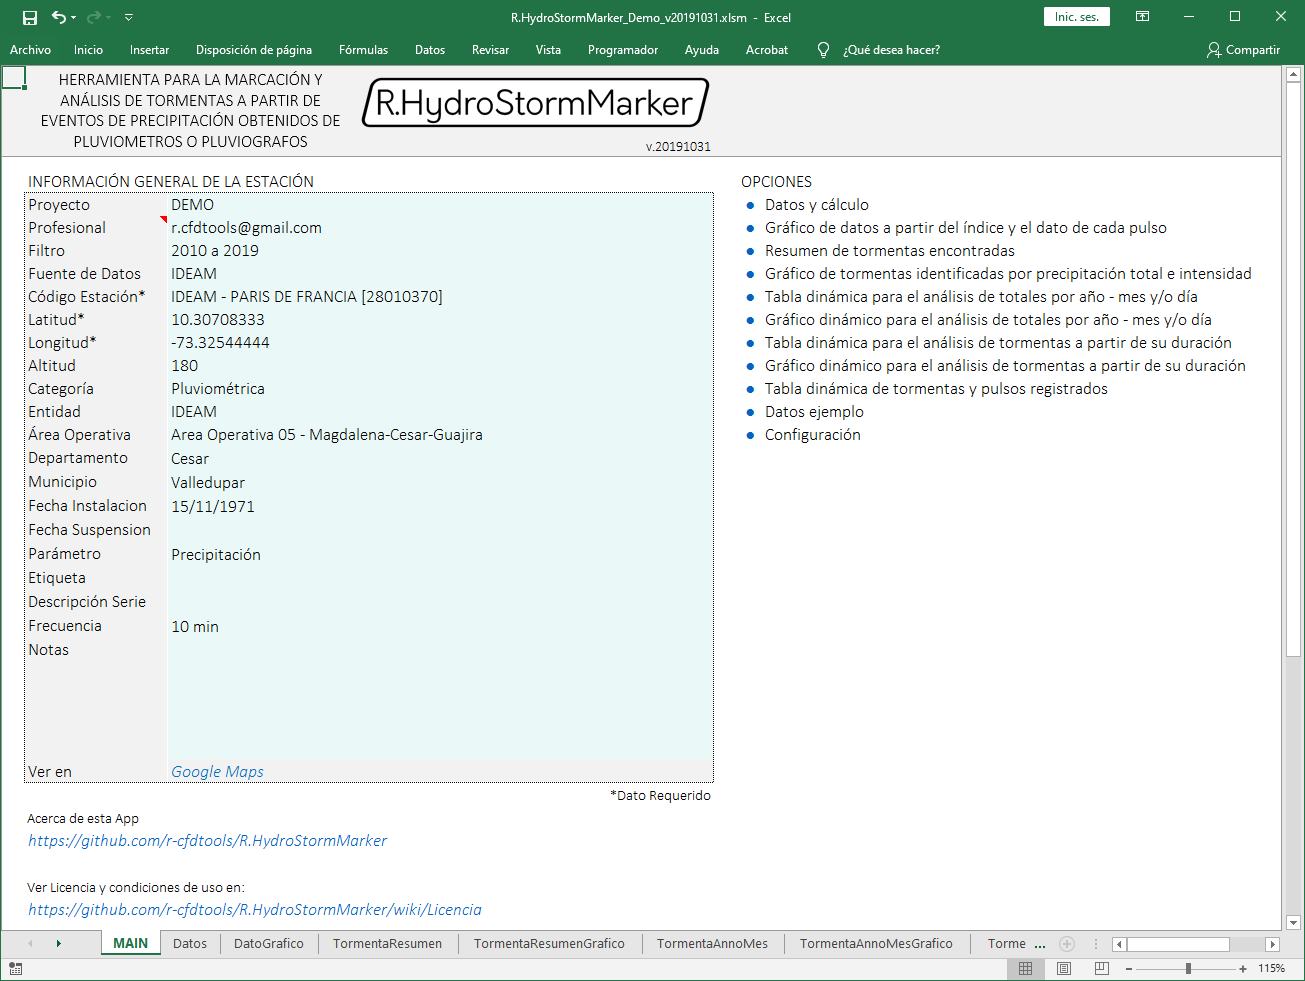 R.HydroStormMarker_Demo_v20191031.xlsm - Excel
Inic. ses.
Archivo Inicio Insertar Disposición de página Fórmulas Datos Revisar Vista Programador Ayuda Acrobat ¿Qué desea hacer? Compartir
HERRAMIENTA PARA LA MARCACIÓN Y
ANÁLISIS DE TORMENTAS A PARTIR DE
EVENTOS DE PRECIPITACIÓN OBTENIDOS DE
PLUVIOMETROS O PLUVIOGRAFOS
R.HydroStormMarker
v.20191031
INFORMACIÓN GENERAL DE LA ESTACIÓN
Proyecto DEMO
Profesional r.cfdtools@gmail.com
Filtro 2010 a 2019
Fuente de Datos IDEAM
Código Estación* IDEAM - PARIS DE FRANCIA [28010370]
Latitud* 10.30708333
Longitud* -73.32544444
Altitud 180
Categoría Pluviométrica
Entidad IDEAM
Área Operativa Area Operativa 05 - Magdalena-Cesar-Guajira
Departamento Cesar
Municipio Valledupar
Fecha Instalacion 15/11/1971
Fecha Suspension
Parámetro Precipitación
Etiqueta
Descripción Serie
Frecuencia 10 min
Notas
Ver en Google Maps
*Dato Requerido
Acerca de esta App
https://github.com/r-cfdtools/R.HydroStormMarker
Ver Licencia y condiciones de uso en:
https://github.com/r-cfdtools/R.HydroStormMarker/wiki/Licencia
OPCIONES
● Datos y cálculo
● Gráfico de datos a partir del índice y el dato de cada pulso
● Resumen de tormentas encontradas
● Gráfico de tormentas identificadas por precipitación total e intensidad
● Tabla dinámica para el análisis de totales por año - mes y/o día
● Gráfico dinámico para el análisis de totales por año - mes y/o día
● Tabla dinámica para el análisis de tormentas a partir de su duración
● Gráfico dinámico para el análisis de tormentas a partir de su duración
● Tabla dinámica de tormentas y pulsos registrados
● Datos ejemplo
● Configuración
MAIN Datos DatoGrafico TormentaResumen TormentaResumenGrafico TormentaAnnoMes TormentaAnnoMesGrafico Torme ...
115%